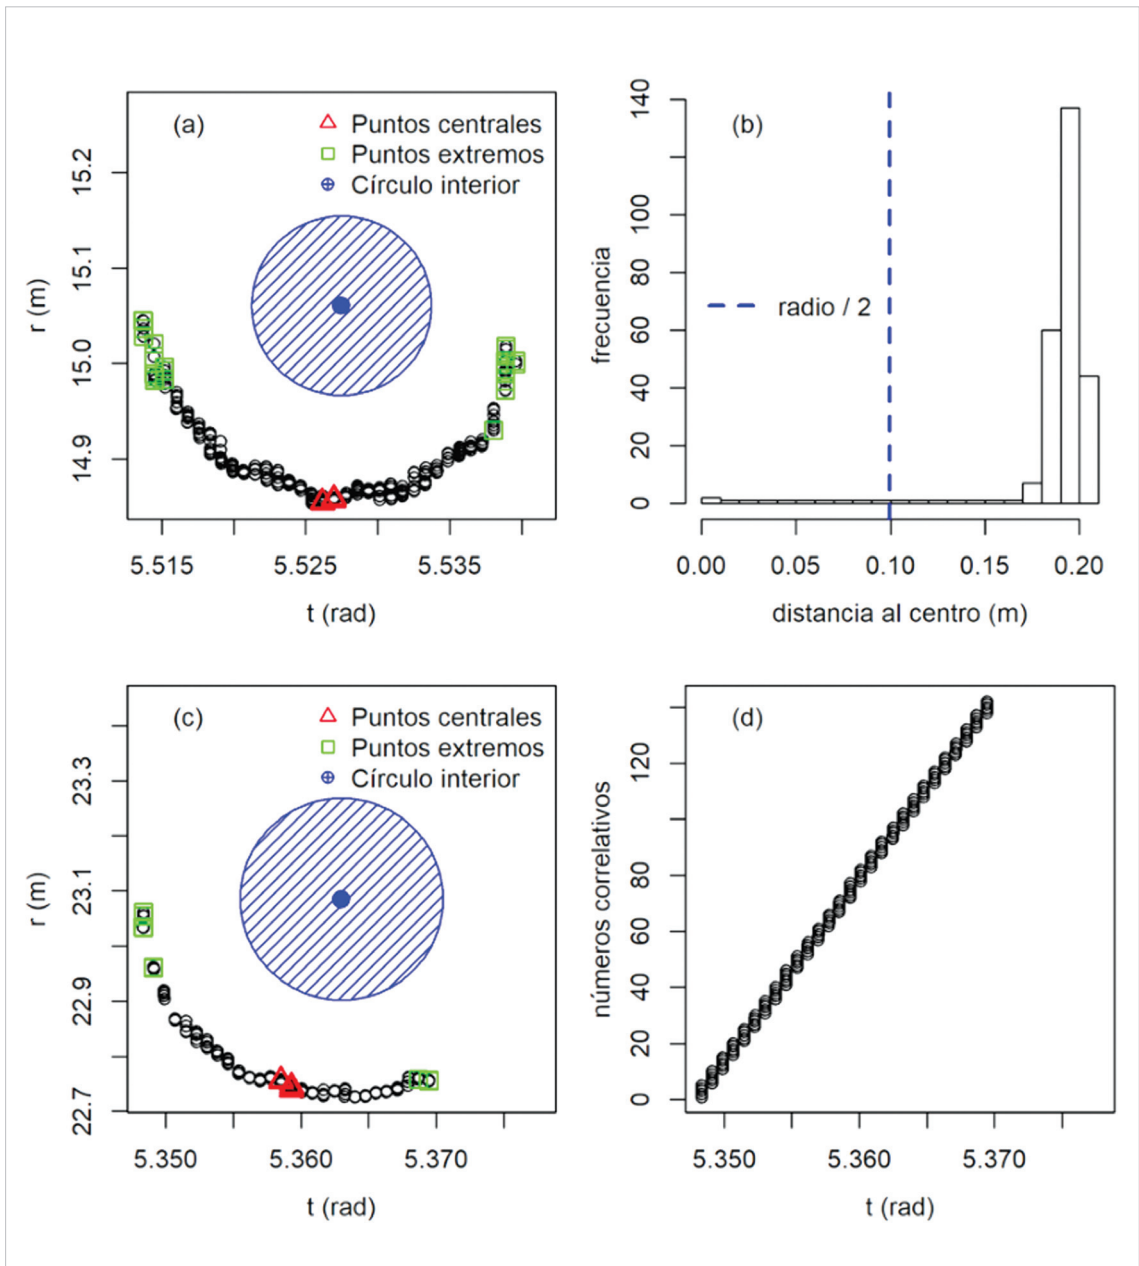 (a)
Puntos centrales
Puntos extremos
Círculo interior
r (m)
15.2
15.1
15.0
14.9
5.515
5.525
5.535
t (rad)
(b)
frecuencia
140
100
80
60
40
20
0
radio / 2
0.00
0.05
0.10
0.15
0.20
distancia al centro (m)
(c)
Puntos centrales
Puntos extremos
Círculo interior
r (m)
23.3
23.1
22.9
22.7
5.350
5.360
5.370
t (rad)
(d)
números correlativos
120
80
60
40
20
0
5.350
5.360
5.370
t (rad)